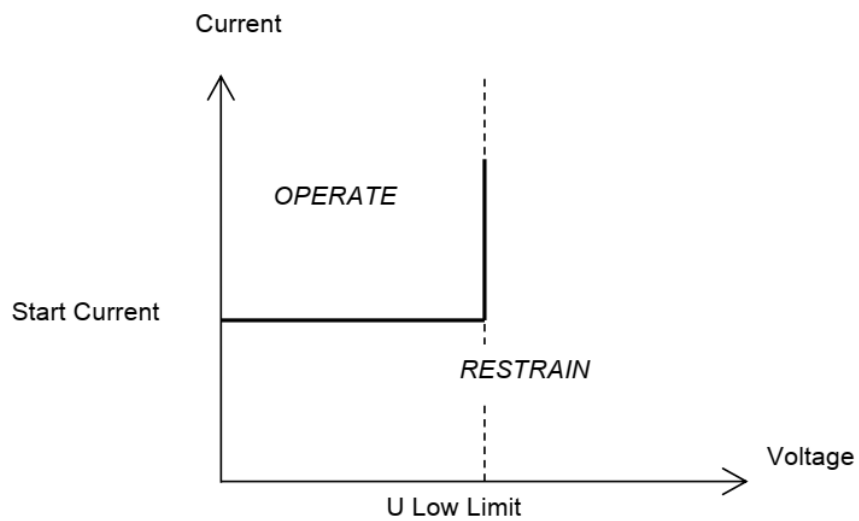 Current
OPERATE
Start Current
RESTRAIN
Voltage
U Low Limit